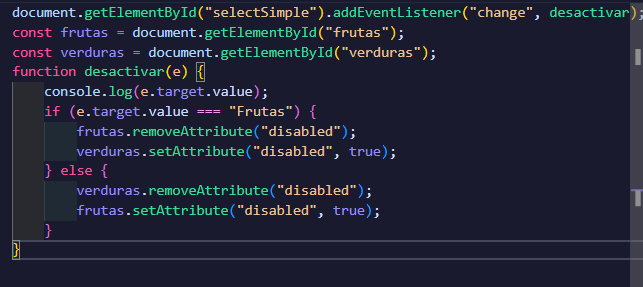 document.getElementById("selectSimple").addEventListener("change", desactivar);
const frutas = document.getElementById("frutas");
const verduras = document.getElementById("verduras");
function desactivar(e) {
    console.log(e.target.value);
    if (e.target.value === "Frutas") {
        frutas.removeAttribute("disabled");
        verduras.setAttribute("disabled", true);
    } else {
        verduras.removeAttribute("disabled");
        frutas.setAttribute("disabled", true);
    }
}